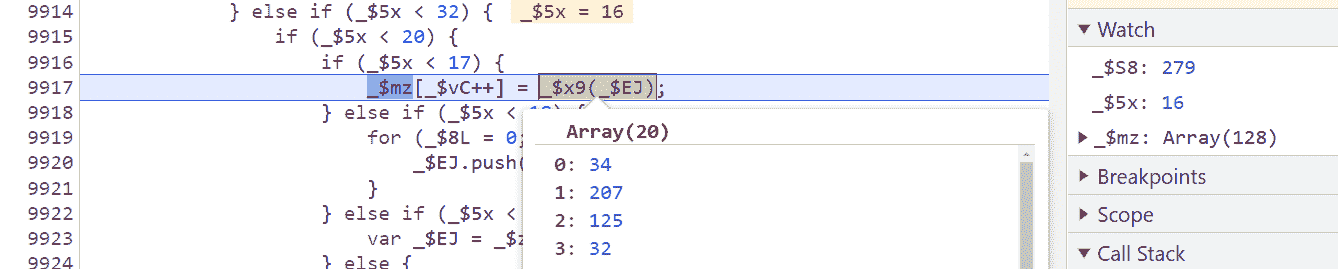 9914 } else if (_$5x < 32) { _$5x = 16
9915 if (_$5x < 20) {
9916 if (_$5x < 17) {
9917 _$mz[_$vC++] = _$x9(_$EJ);
9918 } else if (_$5x < 
9919 for (_$8L = 0;
9920 _$EJ.push(
9921 }
9922 } else if (_$5x <
9923 var _$EJ = _$z
9924 } else {
Array(20)
0: 34
1: 207
2: 125
3: 32
Watch
_$S8: 279
_$5x: 16
_$mz: Array(128)
Breakpoints
Scope
Call Stack